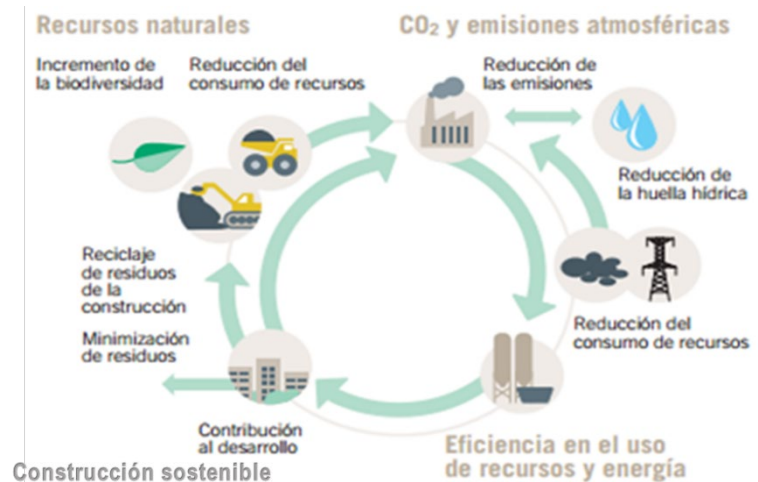 Recursos naturales
CO₂ y emisiones atmosféricas
Incremento de
la biodiversidad
Reducción del
consumo de recursos
Reducción de
las emisiones
Reducción de
la huella hídrica
Reciclaje
de residuos
de la
construcción
Minimización
de residuos
Reducción del
consumo de recursos
Contribución
al desarrollo
Eficiencia en el uso
de recursos y energía
Construcción sostenible